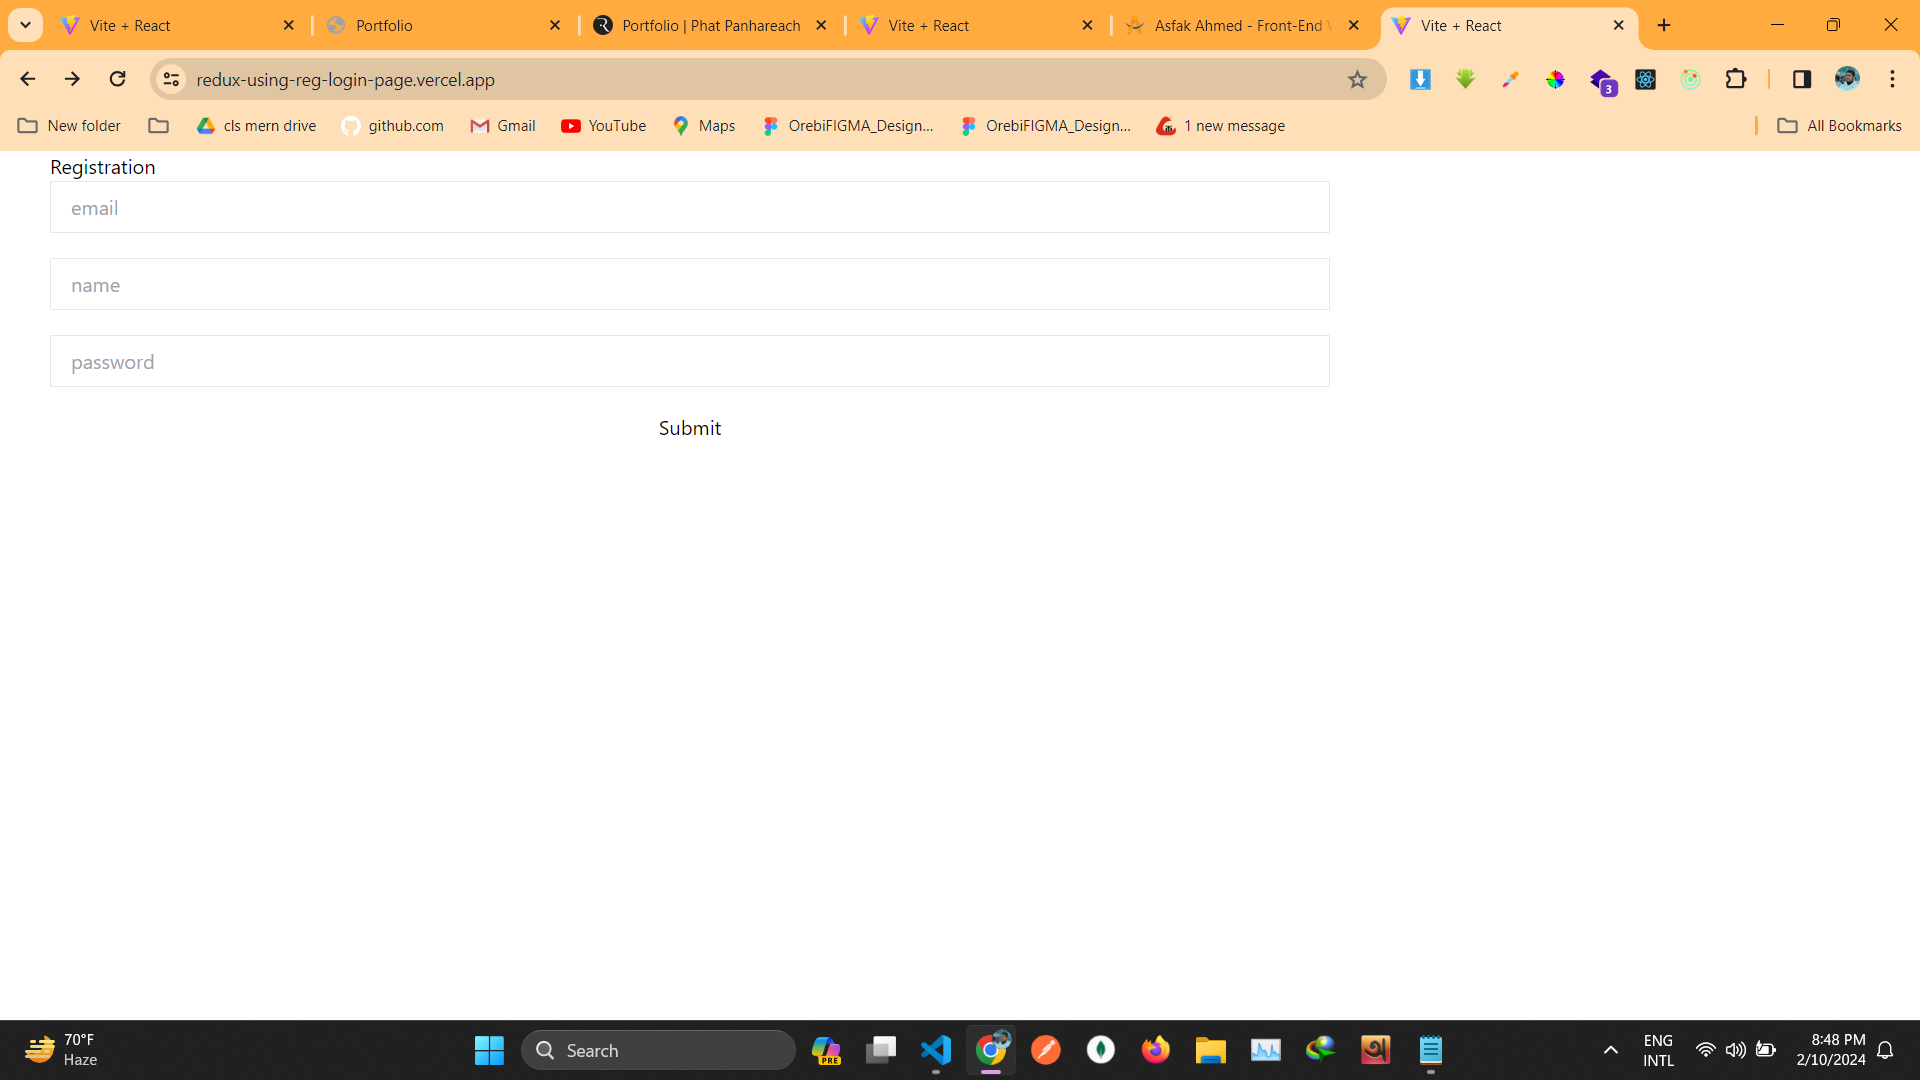 Vite + React
Portfolio
Portfolio | Phat Panhareach
Vite + React
Asfak Ahmed - Front-End
Vite + React
redux-using-reg-login-page.vercel.app
3
New folder
cls mern drive
github.com
Gmail
YouTube
Maps
OrebiFIGMA_Design...
OrebiFIGMA_Design...
1 new message
All Bookmarks
Registration
email
name
password
Submit
70°F
Haze
Search
PRE
ENG
INTL
8:48 PM
2/10/2024